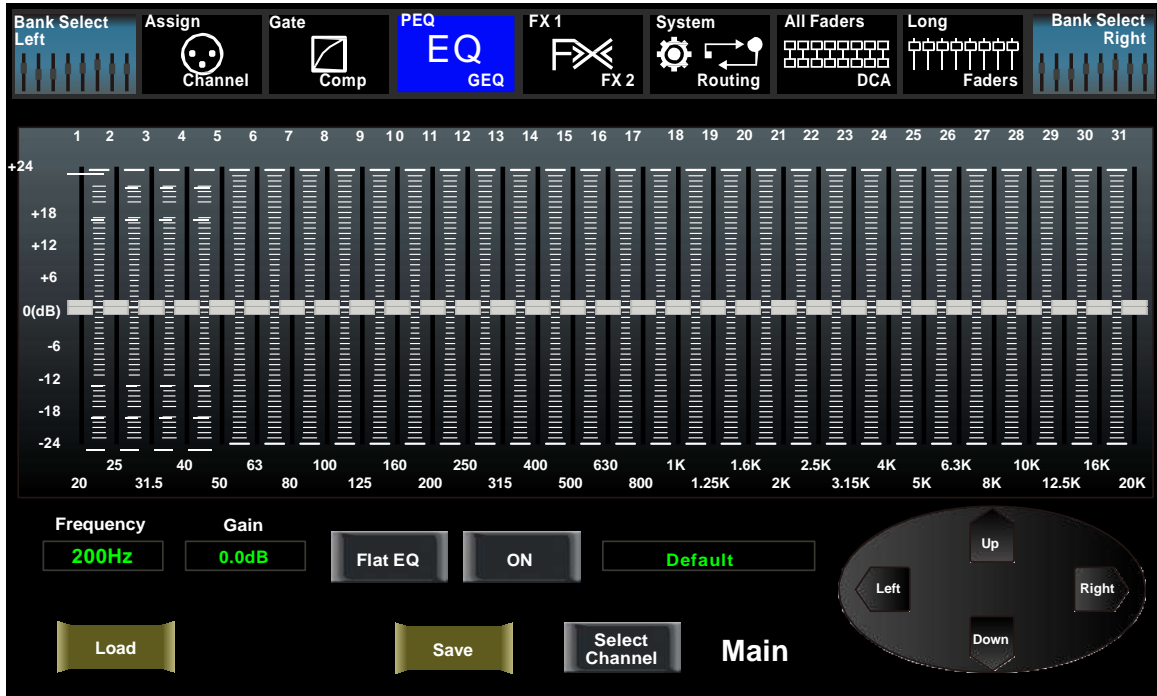 Bank Select
Left
Assign
Channel
Gate
Comp
PEQ
EQ
GEQ
FX 1
FX
FX 2
System
Routing
All Faders
DCA
Long
Faders
Bank Select
Right
1 2 3 4 5 6 7 8 9 10 11 12 13 14 15 16 17 18 19 20 21 22 23 24 25 26 27 28 29 30 31
+24
+18
+12
+6
0(dB)
-6
-12
-18
-24
25 40 63 100 160 250 400 630 1K 1.6K 2.5K 4K 6.3K 10K 16K
20 31.5 50 80 125 200 315 500 800 1.25K 2K 3.15K 5K 8K 12.5K 20K
Frequency
200Hz
Gain
0.0dB
Flat EQ
ON
Default
Up
Left
Right
Down
Load
Save
Select
Channel
Main